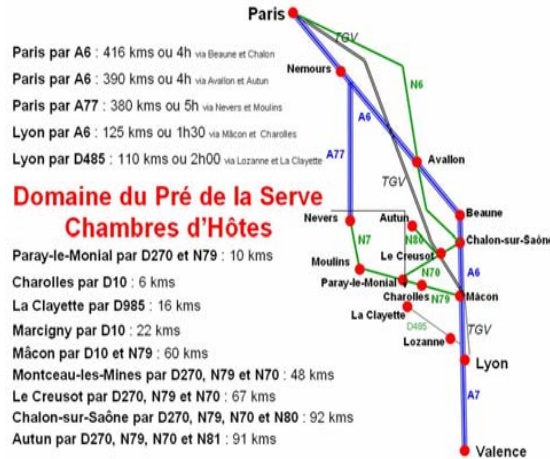 Paris
TGV
Paris par A6 : 416 kms ou 4h via Beaune et Chalon
Nemours
Paris par A6 : 390 kms ou 4h via Avallon et Autun
N6
Paris par A77 : 380 kms ou 5h via Nevers et Moulins
A6
Lyon par A6 : 125 kms ou 1h30 via Mâcon et Charolles
A77
A6
Avallon
Lyon par D485 : 110 kms ou 2h00 via Lozanne et La Clayette
TGV
Domaine du Pré de la Serve
Chambres d'Hôtes
Nevers
Autun
Beaune
N7
N80
Chalon-sur-Saône
Le Creusot
Paray-le-Monial par D270 et N79 : 10 kms
Moulins
N70
A6
Charolles par D10 : 6 kms
Paray-le-Monial
Charolles
N79
Mâcon
La Clayette par D985 : 16 kms
La Clayette
Marcigny par D10 : 22 kms
D485
TGV
Mâcon par D10 et N79 : 60 kms
Lozanne
Montceau-les-Mines par D270, N79 et N70 : 48 kms
Lyon
Le Creusot par D270, N79 et N70 : 67 kms
A7
Chalon-sur-Saône par D270, N79, N70 et N80 : 92 kms
Autun par D270, N79, N70 et N81 : 91 kms
Valence